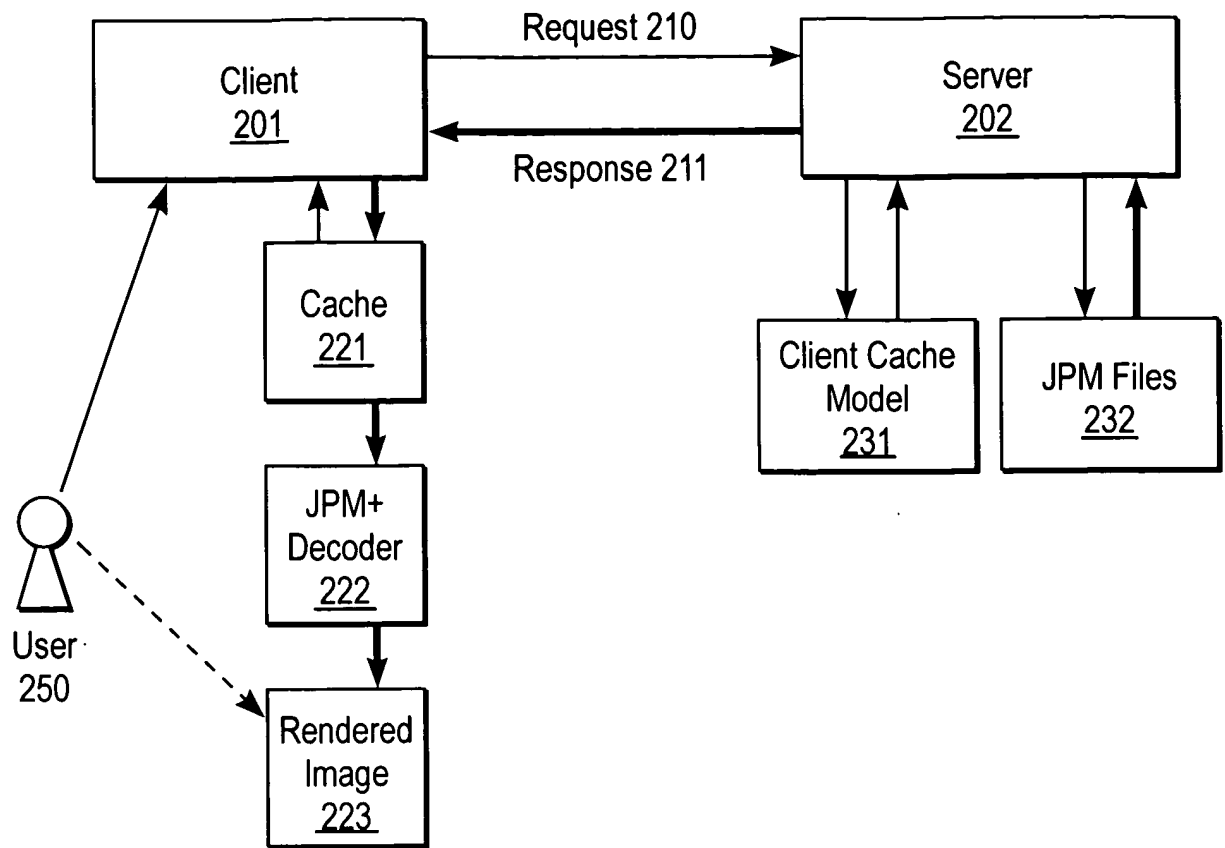 Request 210
Client
201
Server
202
Response 211
Cache
221
Client Cache
Model
231
JPM Files
232
JPM+
Decoder
222
User
250
Rendered
Image
223